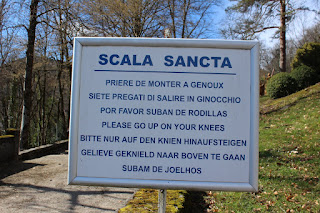 SCALA SANCTA
PRIERE DE MONTER A GENOUX
SIETE PREGATI DI SALIRE IN GINOCCHIO
POR FAVOR SUBAN DE RODILLAS
PLEASE GO UP ON YOUR KNEES
BITTE NUR AUF DEN KNIEN HINAUFSTEIGEN
GELIEVE GEKNIELD NAAR BOVEN TE GAAN
SUBAM DE JOELHOS